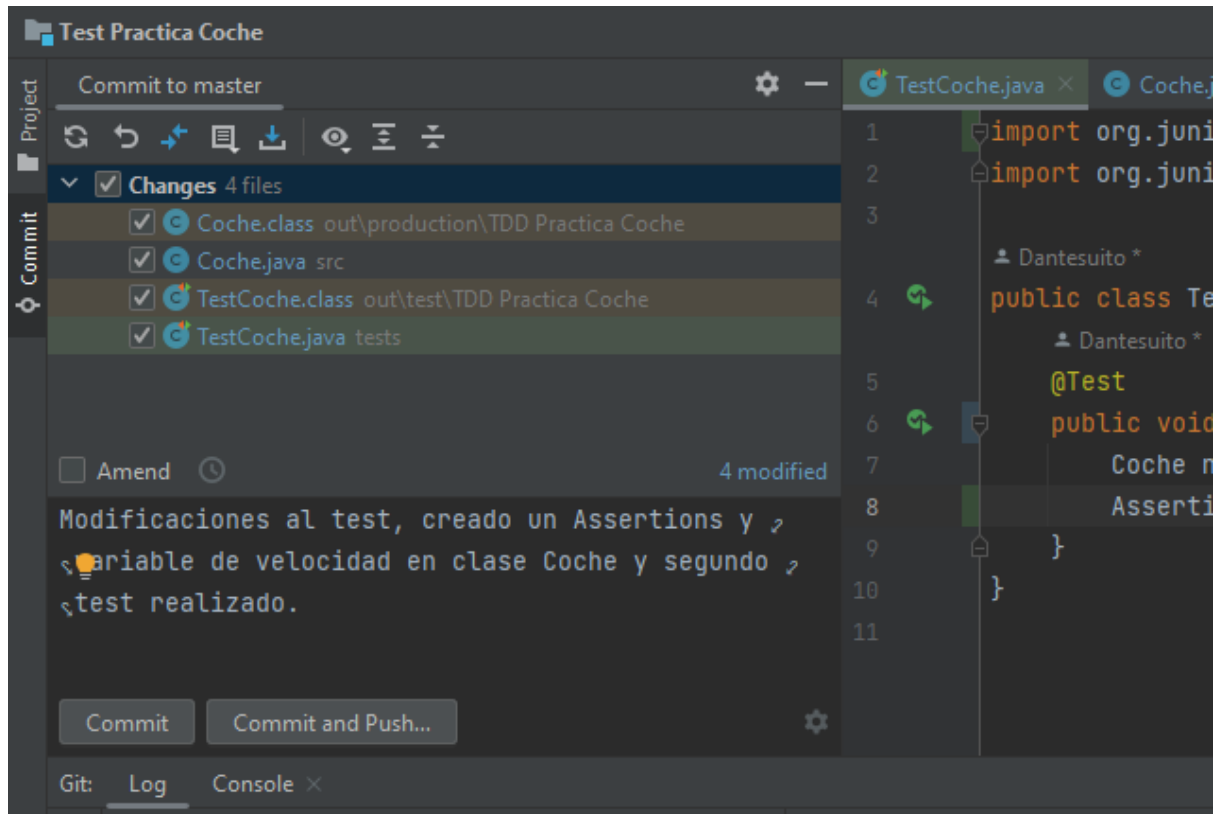 Test Practica Coche
Project
Commit
Commit to master
Changes 4 files
Coche.class out\production\TDD Practica Coche
Coche.java src
TestCoche.class out\test\TDD Practica Coche
TestCoche.java tests
Amend
4 modified
Modificaciones al test, creado un Assertions y
variable de velocidad en clase Coche y segundo
test realizado.
Commit Commit and Push...
TestCoche.java Coche.j
1 import org.juni
2 import org.juni
3
Dantesuito *
4 public class Te
Dantesuito *
5 @Test
6 public void
7 Coche n
8 Asserti
9 }
10 }
11
Git: Log Console